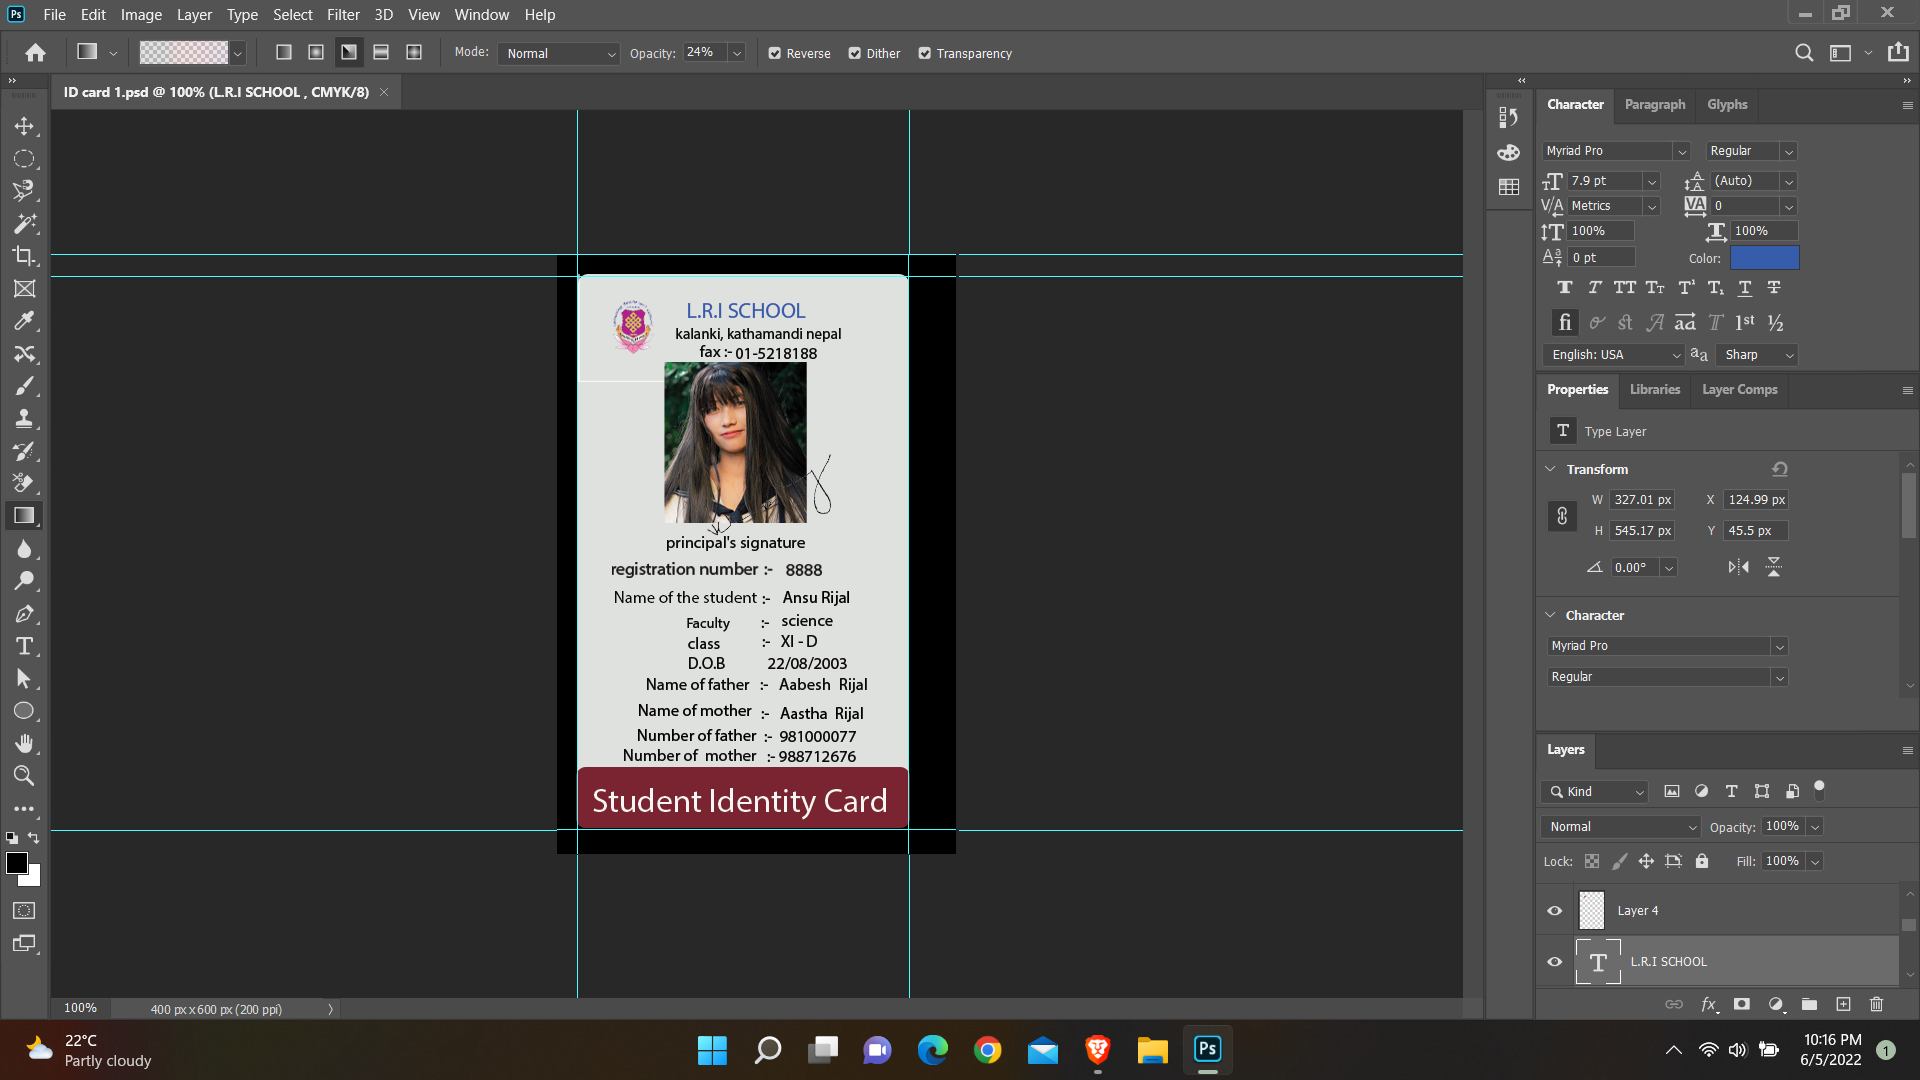 File Edit Image Layer Type Select Filter 3D View Window Help
Mode: Normal Opacity: 24% Reverse Dither Transparency
ID card 1.psd @ 100% (L.R.I SCHOOL , CMYK/8)
L.R.I SCHOOL
kalanki, kathamandi nepal
fax :- 01-5218188
principal's signature
registration number :- 8888
Name of the student :- Ansu Rijal
Faculty :- science
class :- XI - D
D.O.B 22/08/2003
Name of father :- Aabesh Rijal
Name of mother :- Aastha Rijal
Number of father :- 981000077
Number of mother :- 988712676
Student Identity Card
100% 400 px x 600 px (200 ppi)
Character Paragraph Glyphs
Myriad Pro Regular
7.9 pt (Auto)
Metrics 0
100% 100%
0 pt Color:
English: USA Sharp
Properties Libraries Layer Comps
Type Layer
Transform
W 327.01 px X 124.99 px
H 545.17 px Y 45.5 px
0.00°
Character
Myriad Pro
Regular
Layers
Kind
Normal Opacity: 100%
Lock: Fill: 100%
Layer 4
L.R.I SCHOOL
22°C
Partly cloudy
10:16 PM
6/5/2022
1